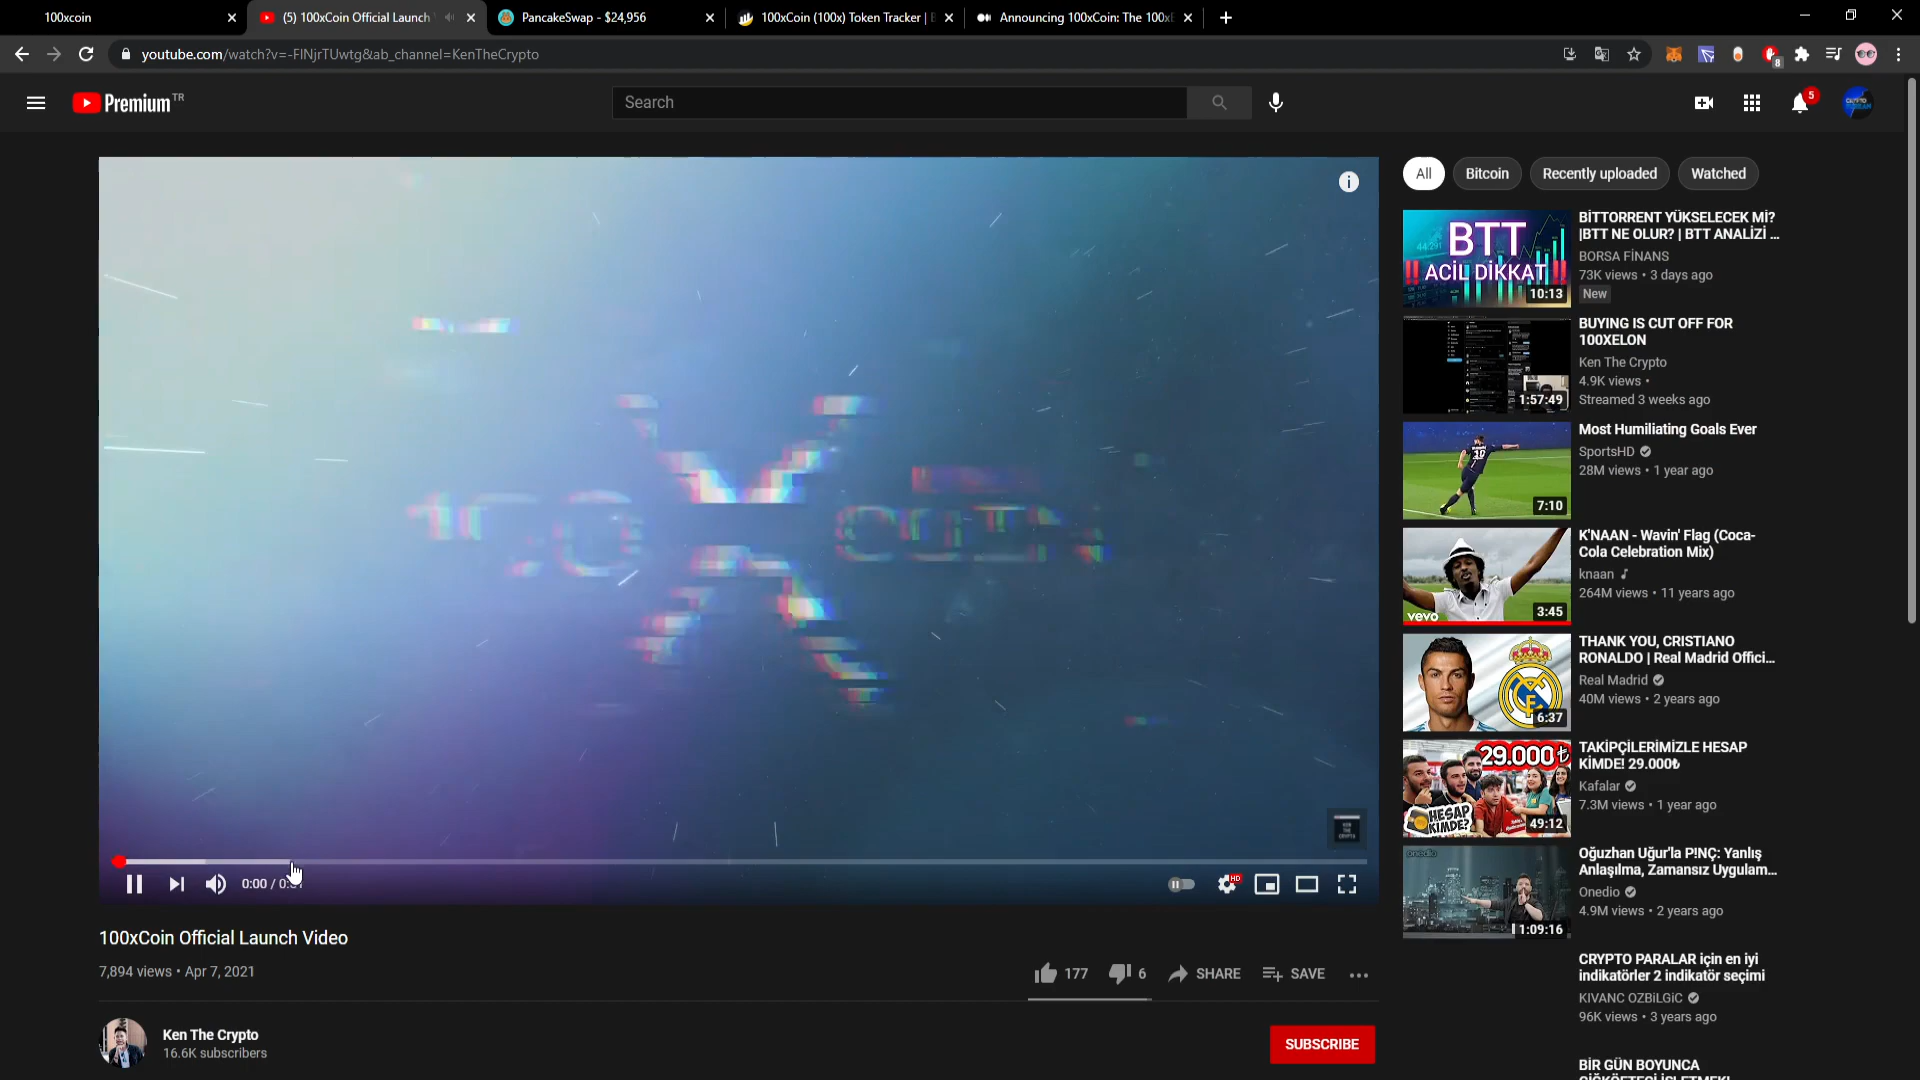 100xcoin
(5) 100xCoin Official Launch
PancakeSwap - $24,956
100xCoin (100x) Token Tracker |
Announcing 100xCoin: The 100x
youtube.com/watch?v=-FlNjrTUwtg&ab_channel=KenTheCrypto
8
Premium TR
Search
5
All
Bitcoin
Recently uploaded
Watched
BTT
ACİL DİKKAT
10:13
BİTTORRENT YÜKSELECEK Mİ?
|BTT NE OLUR? | BTT ANALİZİ ...
BORSA FİNANS
73K views • 3 days ago
New
1:57:49
BUYING IS CUT OFF FOR
100XELON
Ken The Crypto
4.9K views •
Streamed 3 weeks ago
7:10
Most Humiliating Goals Ever
SportsHD
28M views • 1 year ago
vevo
3:45
K'NAAN - Wavin' Flag (Coca-
Cola Celebration Mix)
knaan
264M views • 11 years ago
6:37
THANK YOU, CRISTIANO
RONALDO | Real Madrid Offici...
Real Madrid
40M views • 2 years ago
29.000₺
HESAP
KİMDE?
49:12
TAKİPÇİLERİMİZLE HESAP
KİMDE! 29.000₺
Kafalar
7.3M views • 1 year ago
onedio
1:09:16
Oğuzhan Uğur'la P!NÇ: Yanlış
Anlaşılma, Zamansız Uygulam...
Onedio
4.9M views • 2 years ago
CRYPTO PARALAR için en iyi
indikatörler 2 indikatör seçimi
KIVANC OZBiLGiC
96K views • 3 years ago
BİR GÜN BOYUNCA
0:00 /
HD
100xCoin Official Launch Video
7,894 views • Apr 7, 2021
177
6
SHARE
SAVE
Ken The Crypto
16.6K subscribers
SUBSCRIBE